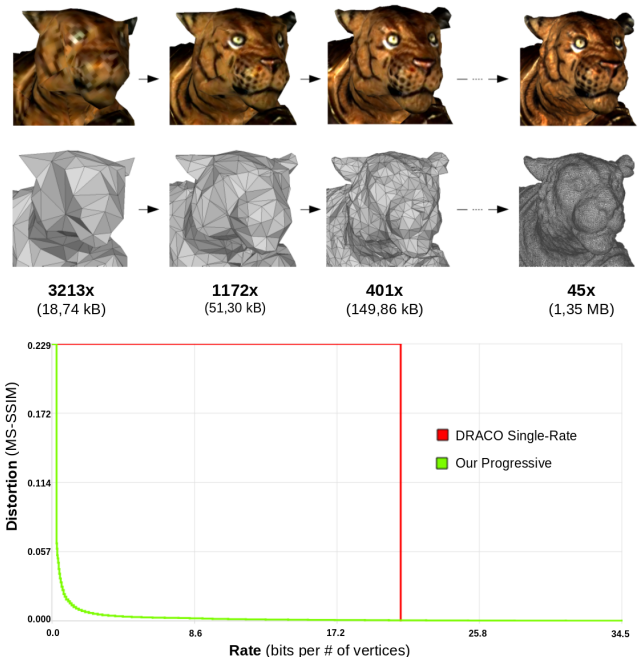 3213x 1172x 401x 45x
(18,74 kB) (51,30 kB) (149,86 kB) (1,35 MB)
0.229
0.172
0.114
0.057
0.000
Distortion (MS-SSIM)
DRACO Single-Rate
Our Progressive
0.0 8.6 17.2 25.8 34.5
Rate (bits per # of vertices)